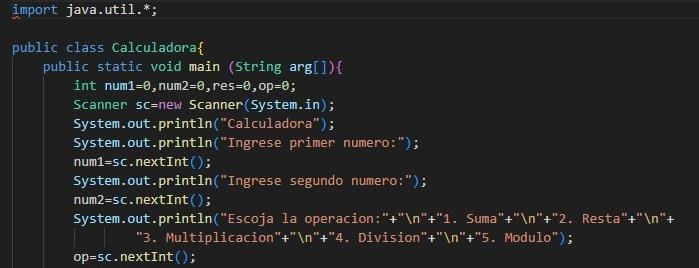 import java.util.*;
public class Calculadora{
public static void main (String arg[]){
int num1=0,num2=0,res=0,op=0;
Scanner sc=new Scanner(System.in);
System.out.println("Calculadora");
System.out.println("Ingrese primer numero:");
num1=sc.nextInt();
System.out.println("Ingrese segundo numero:");
num2=sc.nextInt();
System.out.println("Escoja la operacion:"+"\n"+"1. Suma"+"\n"+"2. Resta"+"\n"+
"3. Multiplicacion"+"\n"+"4. Division"+"\n"+"5. Modulo");
op=sc.nextInt();